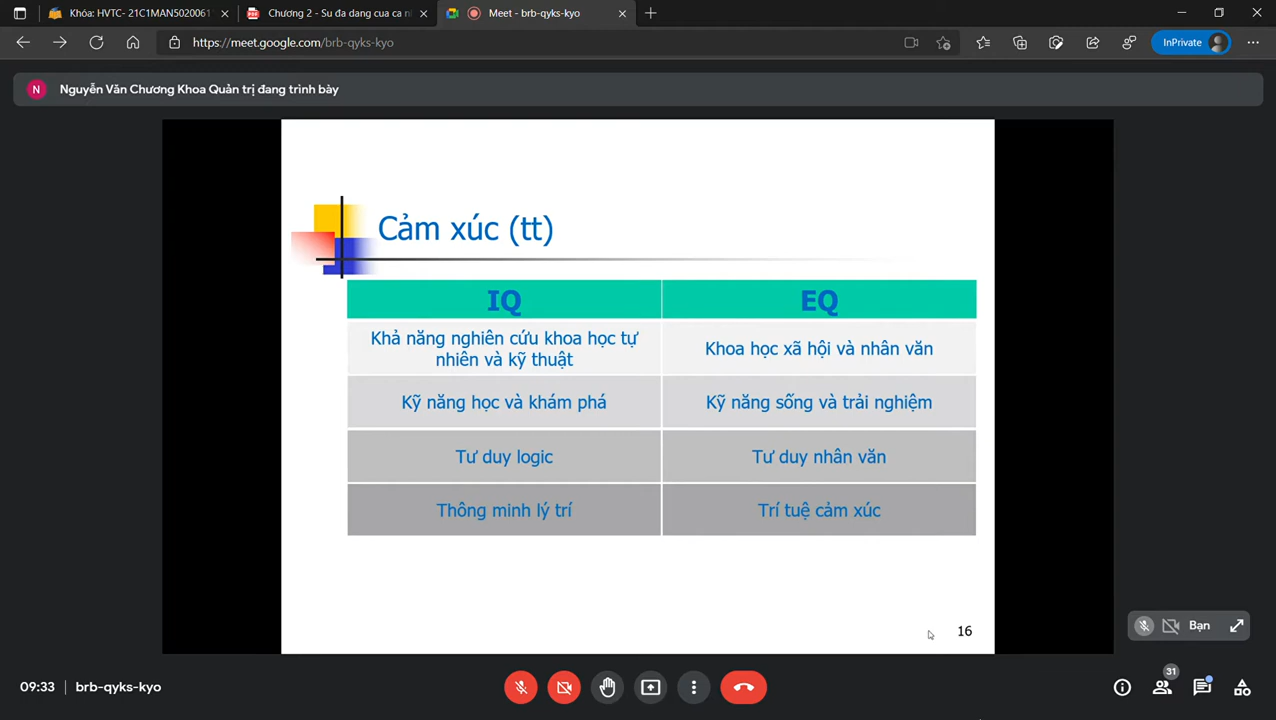 Khóa: HVTC- 21C1MAN5020061
Chương 2 - Su đa dang cua ca n
Meet - brb-qyks-kyo
https://meet.google.com/brb-qyks-kyo
InPrivate
N
Nguyễn Văn Chương Khoa Quản trị đang trình bày
Cảm xúc (tt)
IQ
EQ
Khả năng nghiên cứu khoa học tự
nhiên và kỹ thuật
Khoa học xã hội và nhân văn
Kỹ năng học và khám phá
Kỹ năng sống và trải nghiệm
Tư duy logic
Tư duy nhân văn
Thông minh lý trí
Trí tuệ cảm xúc
16
Bạn
09:33 | brb-qyks-kyo
31